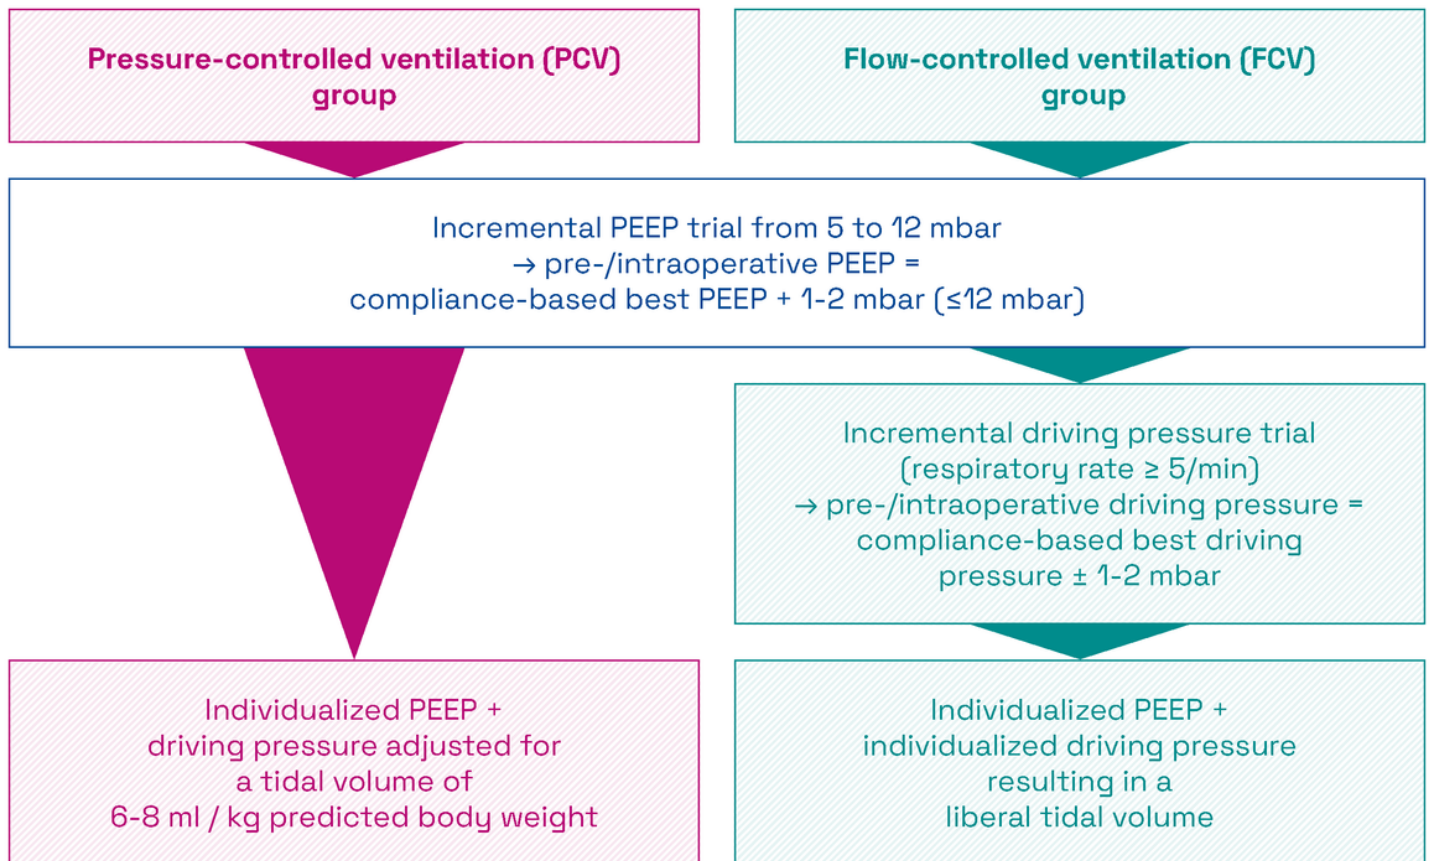 Pressure-controlled ventilation (PCV)
group
Flow-controlled ventilation (FCV)
group
Incremental PEEP trial from 5 to 12 mbar
→ pre-/intraoperative PEEP =
compliance-based best PEEP + 1-2 mbar (≤12 mbar)
Incremental driving pressure trial
(respiratory rate ≥ 5/min)
→ pre-/intraoperative driving pressure =
compliance-based best driving
pressure ± 1-2 mbar
Individualized PEEP +
driving pressure adjusted for
a tidal volume of
6-8 ml / kg predicted body weight
Individualized PEEP +
individualized driving pressure
resulting in a
liberal tidal volume